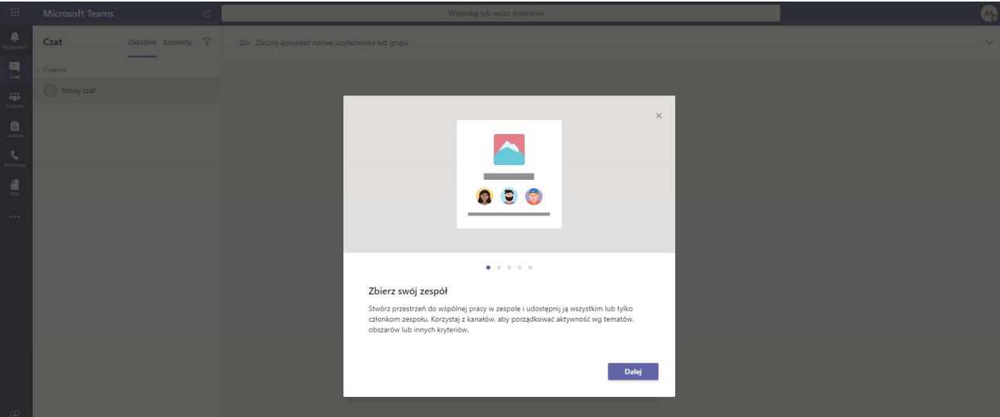 Microsoft Teams
Wyszukaj lub wpisz polecenie
AA
Aktywność
Czat
Ostatnie Kontakty
Do: Zacznij wpisywać nazwę użytkownika lub grupy
Czat
Ostatnie
Nowy czat
Zespoły
Zadania
Rozmowy
Pliki
Zbierz swój zespół
Stwórz przestrzeń do wspólnej pracy w zespole i udostępnij ją wszystkim lub tylko
członkom zespołu. Korzystaj z kanałów, aby porządkować aktywność wg tematów,
obszarów lub innych kryteriów.
Dalej